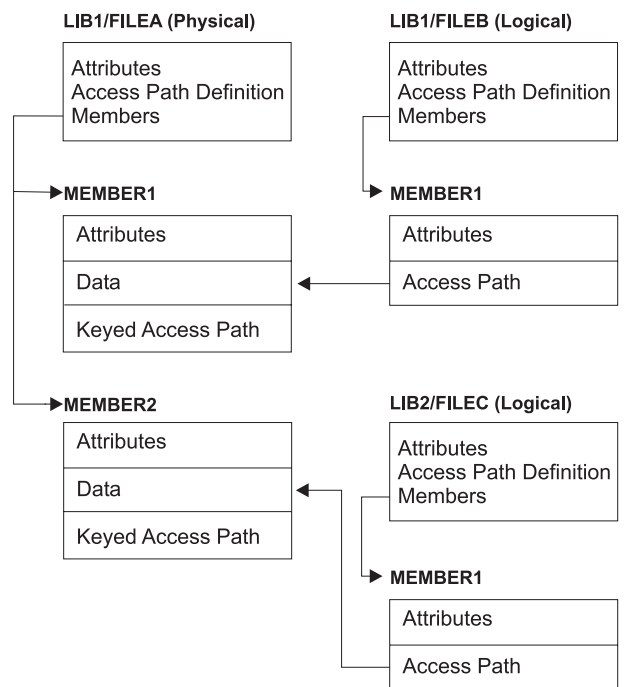 LIB1/FILEA (Physical)
Attributes
Access Path Definition
Members
MEMBER1
Attributes
Data
Keyed Access Path
MEMBER2
Attributes
Data
Keyed Access Path
LIB1/FILEB (Logical)
Attributes
Access Path Definition
Members
MEMBER1
Attributes
Access Path
LIB2/FILEC (Logical)
Attributes
Access Path Definition
Members
MEMBER1
Attributes
Access Path